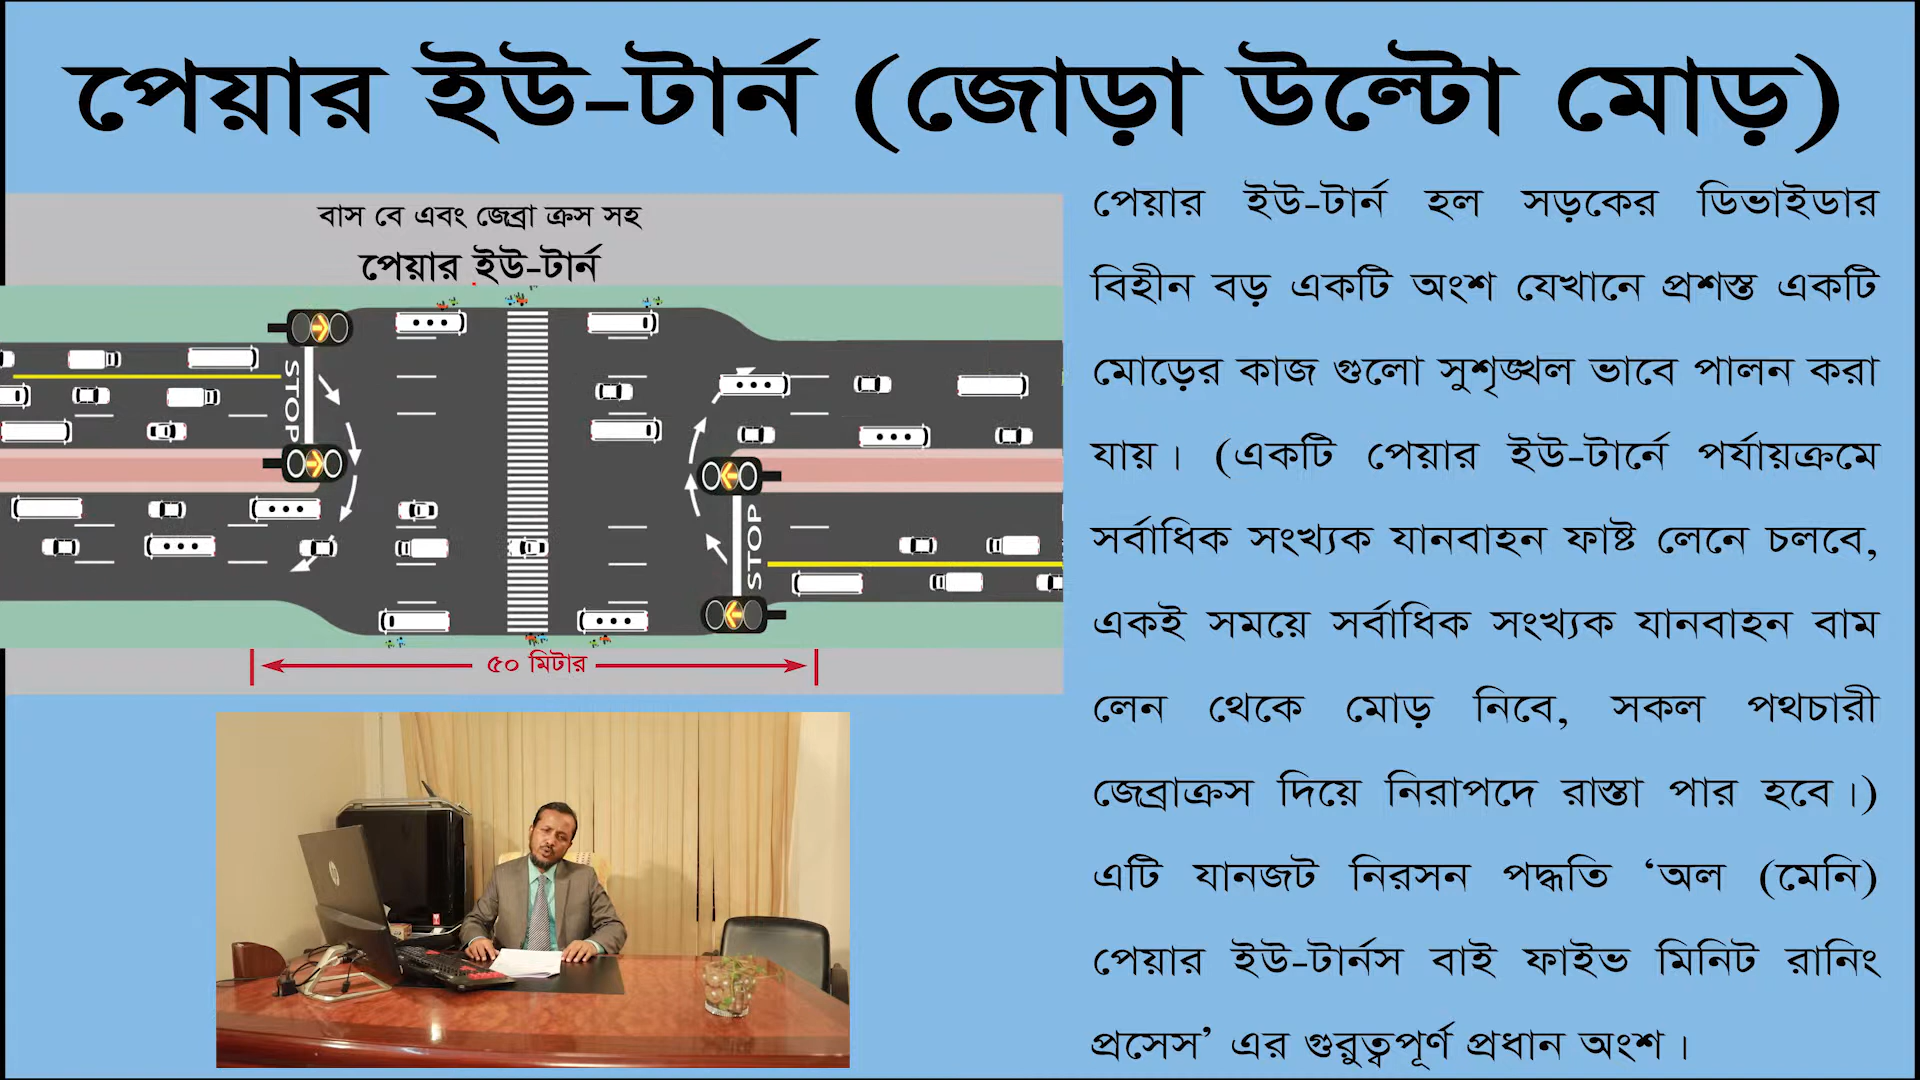 পেয়ার ইউ-টার্ন (জোড়া উল্টো মোড়)
বাস বে এবং জেব্রা ক্রস সহ
পেয়ার ইউ-টার্ন
STOP
STOP
৫০ মিটার
পেয়ার ইউ-টার্ন হল সড়কের ডিভাইডার
বিহীন বড় একটি অংশ যেখানে প্রশস্ত একটি
মোড়ের কাজ গুলো সুশৃঙ্খল ভাবে পালন করা
যায়। (একটি পেয়ার ইউ-টার্নে পর্যায়ক্রমে
সর্বাধিক সংখ্যক যানবাহন ফাষ্ট লেনে চলবে,
একই সময়ে সর্বাধিক সংখ্যক যানবাহন বাম
লেন থেকে মোড় নিবে, সকল পথচারী
জেব্রাক্রস দিয়ে নিরাপদে রাস্তা পার হবে।)
এটি যানজট নিরসন পদ্ধতি ‘অল (মেনি)
পেয়ার ইউ-টার্নস বাই ফাইভ মিনিট রানিং
প্রসেস’ এর গুরুত্বপূর্ণ প্রধান অংশ।